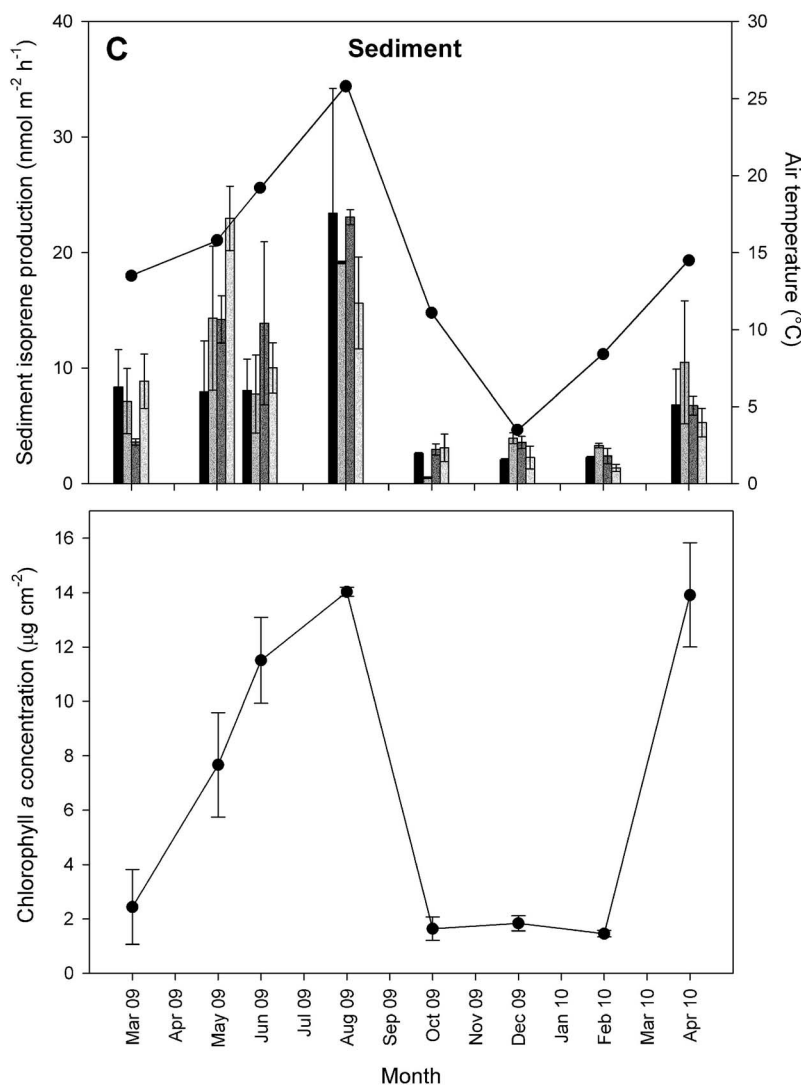 C Sediment
Sediment isoprene production (nmol m⁻² h⁻¹)
40
30
20
10
0
30
25
20
15
10
5
0
Air temperature (°C)
Chlorophyll a concentration (µg cm⁻²)
16
14
12
10
8
6
4
2
0
Mar 09
Apr 09
May 09
Jun 09
Jul 09
Aug 09
Sep 09
Oct 09
Nov 09
Dec 09
Jan 10
Feb 10
Mar 10
Apr 10
Month